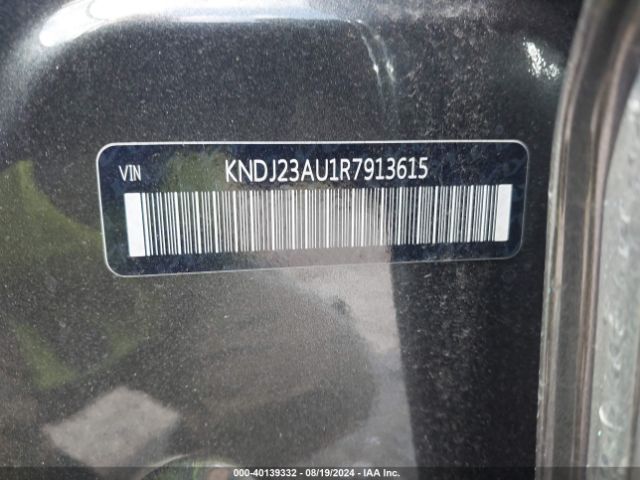 VIN KNDJ23AU1R7913615
000-40139332 - 08/19/2024 - IAA Inc.